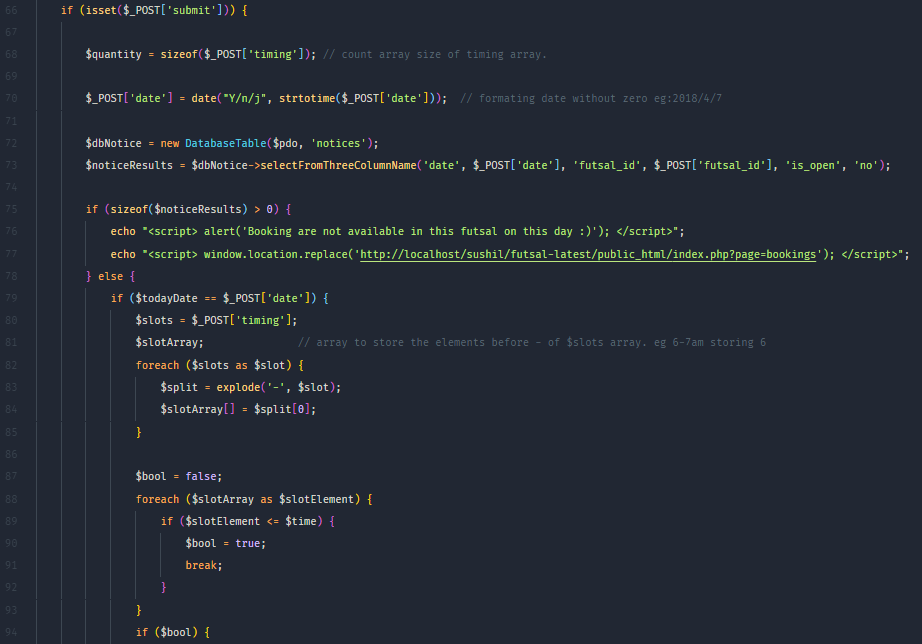 66 if (isset($_POST['submit'])) {
67
68 $quantity = sizeof($_POST['timing']); // count array size of timing array.
69
70 $_POST['date'] = date("Y/n/j", strtotime($_POST['date'])); // formating date without zero eg:2018/4/7
71
72 $dbNotice = new DatabaseTable($pdo, 'notices');
73 $noticeResults = $dbNotice->selectFromThreeColumnName('date', $_POST['date'], 'futsal_id', $_POST['futsal_id'], 'is_open', 'no');
74
75 if (sizeof($noticeResults) > 0) {
76 echo "<script> alert('Booking are not available in this futsal on this day :)'); </script>";
77 echo "<script> window.location.replace('http://localhost/sushil/futsal-latest/public_html/index.php?page=bookings'); </script>";
78 } else {
79 if ($todayDate == $_POST['date']) {
80 $slots = $_POST['timing'];
81 $slotArray; // array to store the elements before - of $slots array. eg 6-7am storing 6
82 foreach ($slots as $slot) {
83 $split = explode('-', $slot);
84 $slotArray[] = $split[0];
85 }
86
87 $bool = false;
88 foreach ($slotArray as $slotElement) {
89 if ($slotElement <= $time) {
90 $bool = true;
91 break;
92 }
93 }
94 if ($bool) {